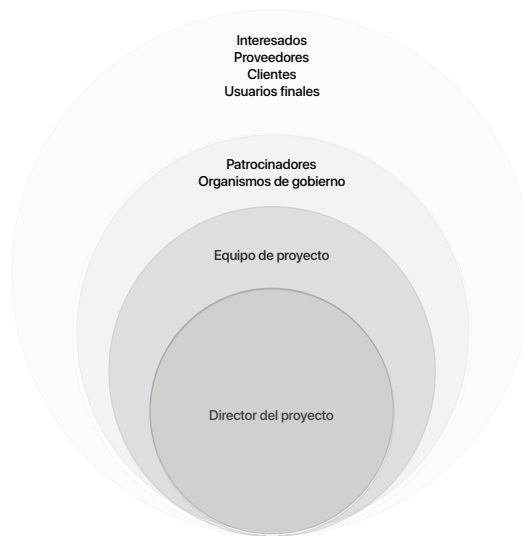 Interesados
Proveedores
Clientes
Usuarios finales
Patrocinadores
Organismos de gobierno
Equipo de proyecto
Director del proyecto